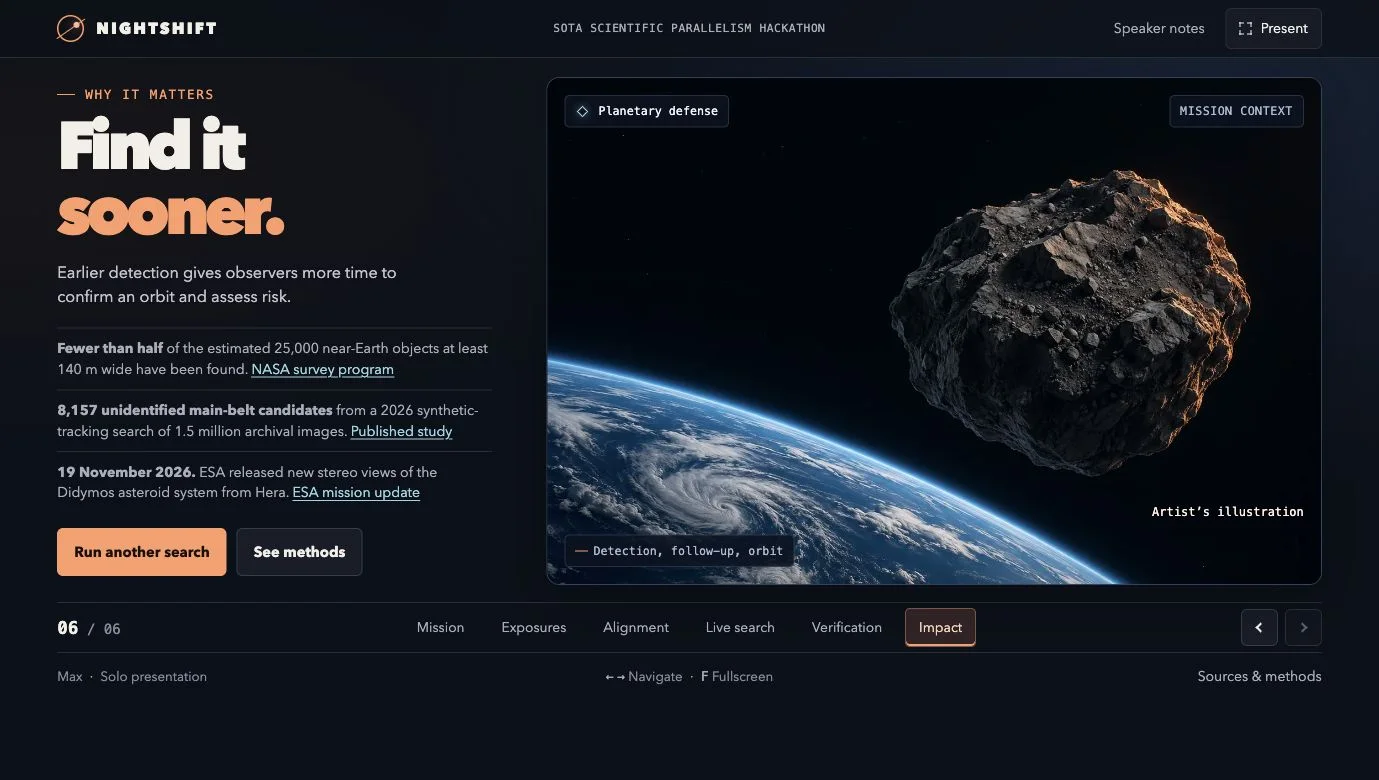 NIGHTSHIFT
SOTA SCIENTIFIC PARALLELISM HACKATHON
Speaker notes
Present
WHY IT MATTERS
Find it
sooner.
Earlier detection gives observers more time to
confirm an orbit and assess risk.
Fewer than half of the estimated 25,000 near-Earth objects at least
140 m wide have been found. NASA survey program
8,157 unidentified main-belt candidates from a 2026 synthetic-
tracking search of 1.5 million archival images. Published study
19 November 2026. ESA released new stereo views of the
Didymos asteroid system from Hera. ESA mission update
Run another search
See methods
Planetary defense
MISSION CONTEXT
Artist’s illustration
Detection, follow-up, orbit
06 / 06
Mission
Exposures
Alignment
Live search
Verification
Impact
Max · Solo presentation
←→ Navigate · F Fullscreen
Sources & methods